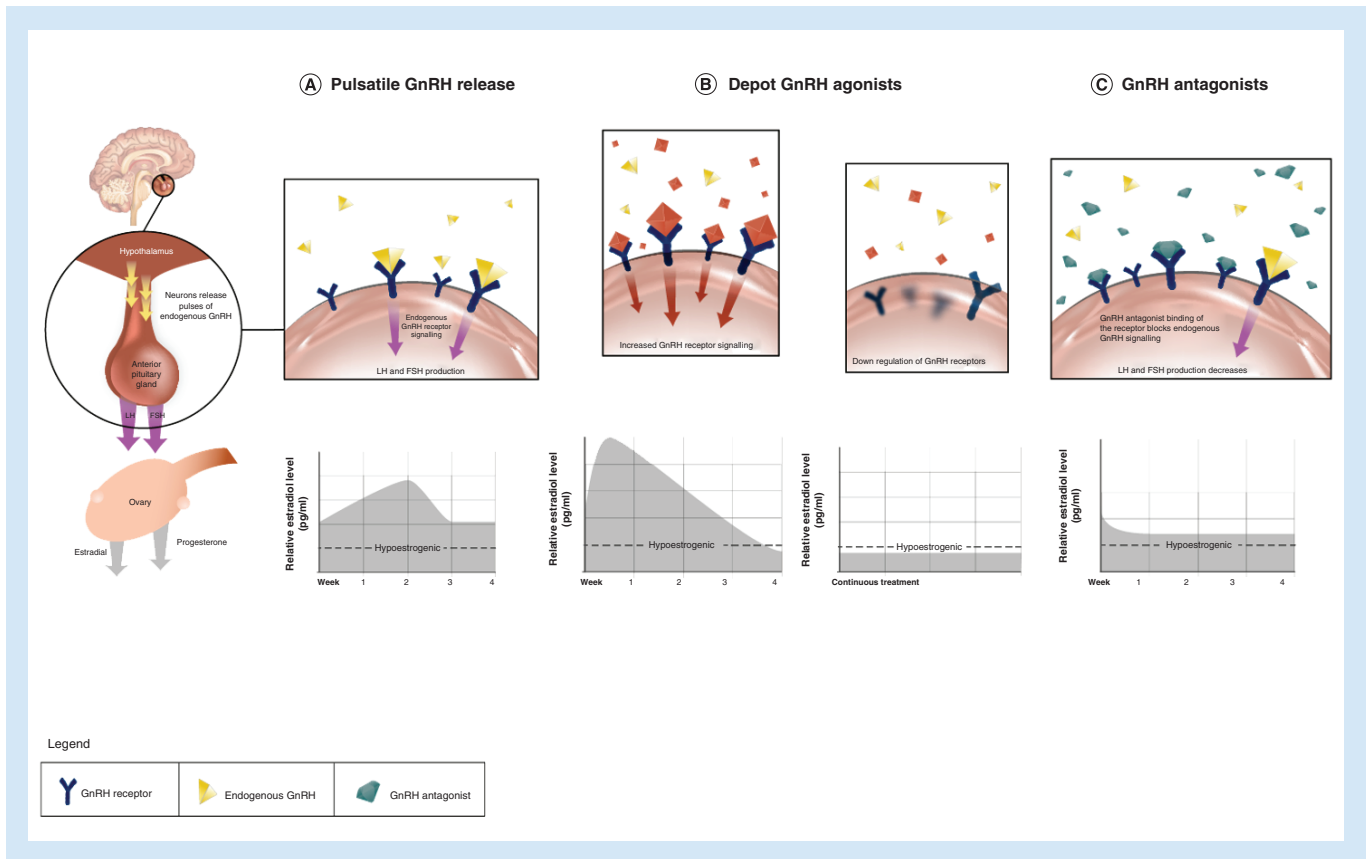 A Pulsatile GnRH release
B Depot GnRH agonists
C GnRH antagonists
Hypothalamus
Neurons release
pulses of
endogenous GnRH
Anterior
pituitary
gland
LH
FSH
Ovary
Estradial
Progesterone
Endogenous
GnRH receptor
signalling
LH and FSH production
Increased GnRH receptor signalling
Down regulation of GnRH receptors
GnRH antagonist binding of
the receptor blocks endogenous
GnRH signalling
LH and FSH production decreases
Relative estradiol level
(pg/ml)
Hypoestrogenic
Week 1 2 3 4
Relative estradiol level
(pg/ml)
Hypoestrogenic
Week 1 2 3 4
Relative estradiol level
(pg/ml)
Hypoestrogenic
Continuous treatment
Relative estradiol level
(pg/ml)
Hypoestrogenic
Week 1 2 3 4
Legend
GnRH receptor
Endogenous GnRH
GnRH antagonist